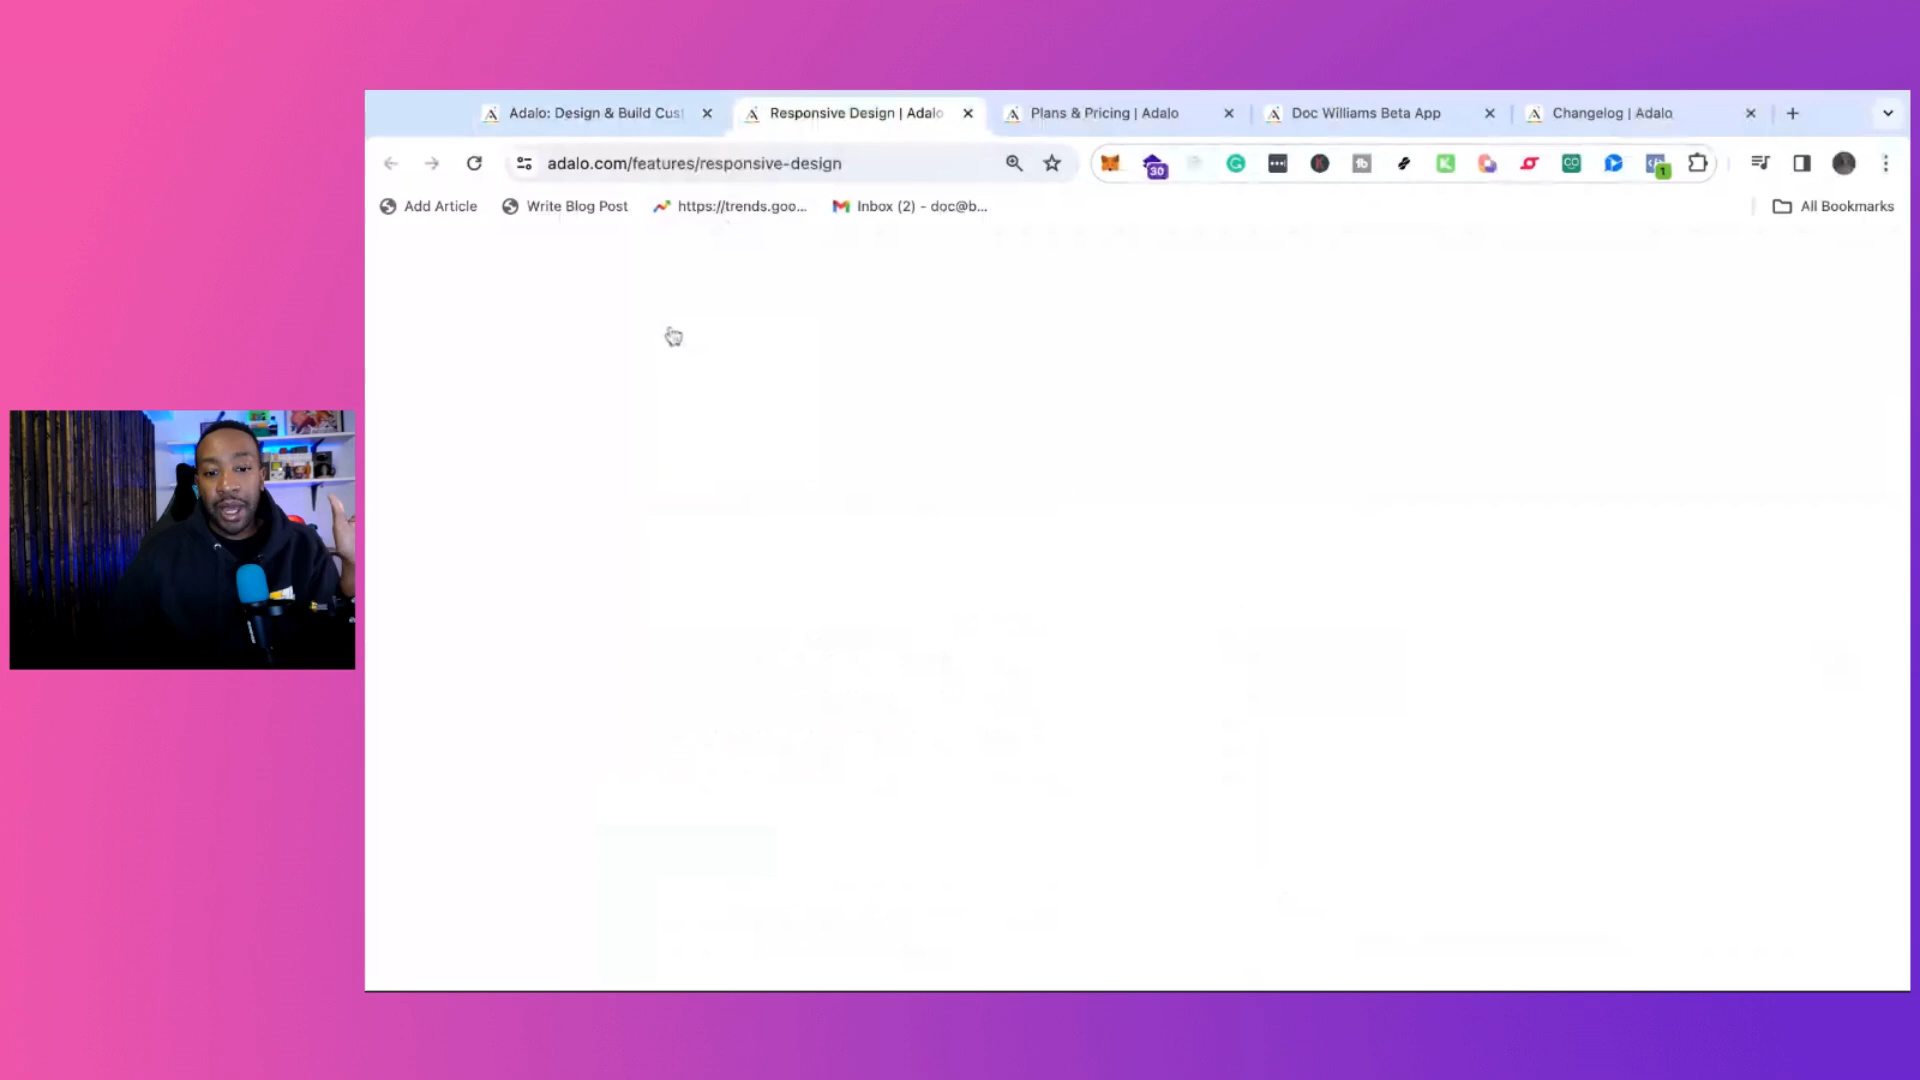 Adalo: Design & Build Cust
Responsive Design | Adalo
Plans & Pricing | Adalo
Doc Williams Beta App
Changelog | Adalo
adalo.com/features/responsive-design
30
1
Add Article
Write Blog Post
https://trends.goo...
Inbox (2) - doc@b...
All Bookmarks